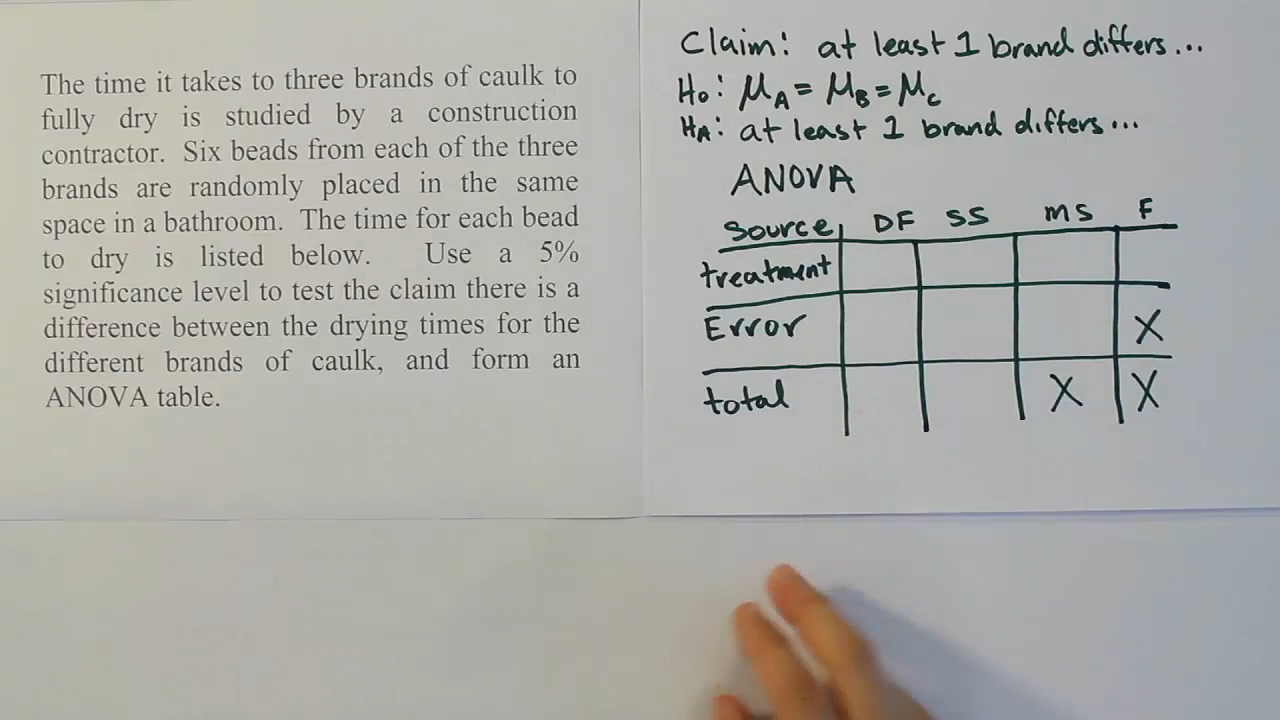 The time it takes to three brands of caulk to
fully dry is studied by a construction
contractor. Six beads from each of the three
brands are randomly placed in the same
space in a bathroom. The time for each bead
to dry is listed below. Use a 5%
significance level to test the claim there is a
difference between the drying times for the
different brands of caulk, and form an
ANOVA table.
Claim: at least 1 brand differs...
H₀: μA = μB = μC
HA: at least 1 brand differs...
ANOVA
Source DF SS MS F
treatment
Error X
total X X